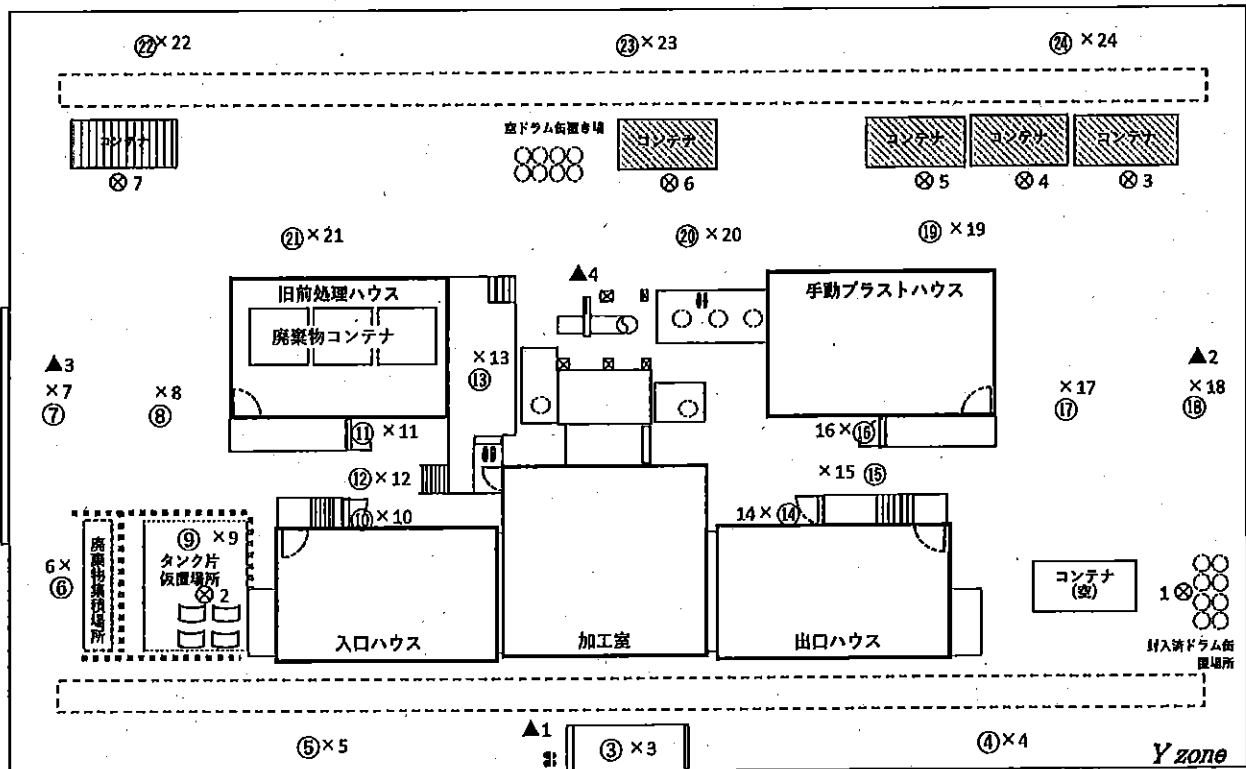 ㉒×22
㉓×23
㉔×24
コンテナ
空ドラム缶置き場
コンテナ
コンテナ
コンテナ
コンテナ
⊗7
⊗6
⊗5
⊗4
⊗3
㉑×21
⑳×20
⑲×19
▲4
旧前処理ハウス
廃棄物コンテナ
手動ブラストハウス
×13
⑬
▲3
×7
⑦
×8
⑧
▲2
×18
⑱
×17
⑰
⑪×11
16×⑯
⑫×12
×15⑮
⑩×10
14×⑭
⑨×9
タンク片
仮置場所
⊗2
6×
⑥
廃棄物集積場所
コンテナ
(空)
1⊗
入口ハウス
加工室
出口ハウス
封入済ドラム缶
置場所
▲1
⑤×5
③×3
④×4
Y zone